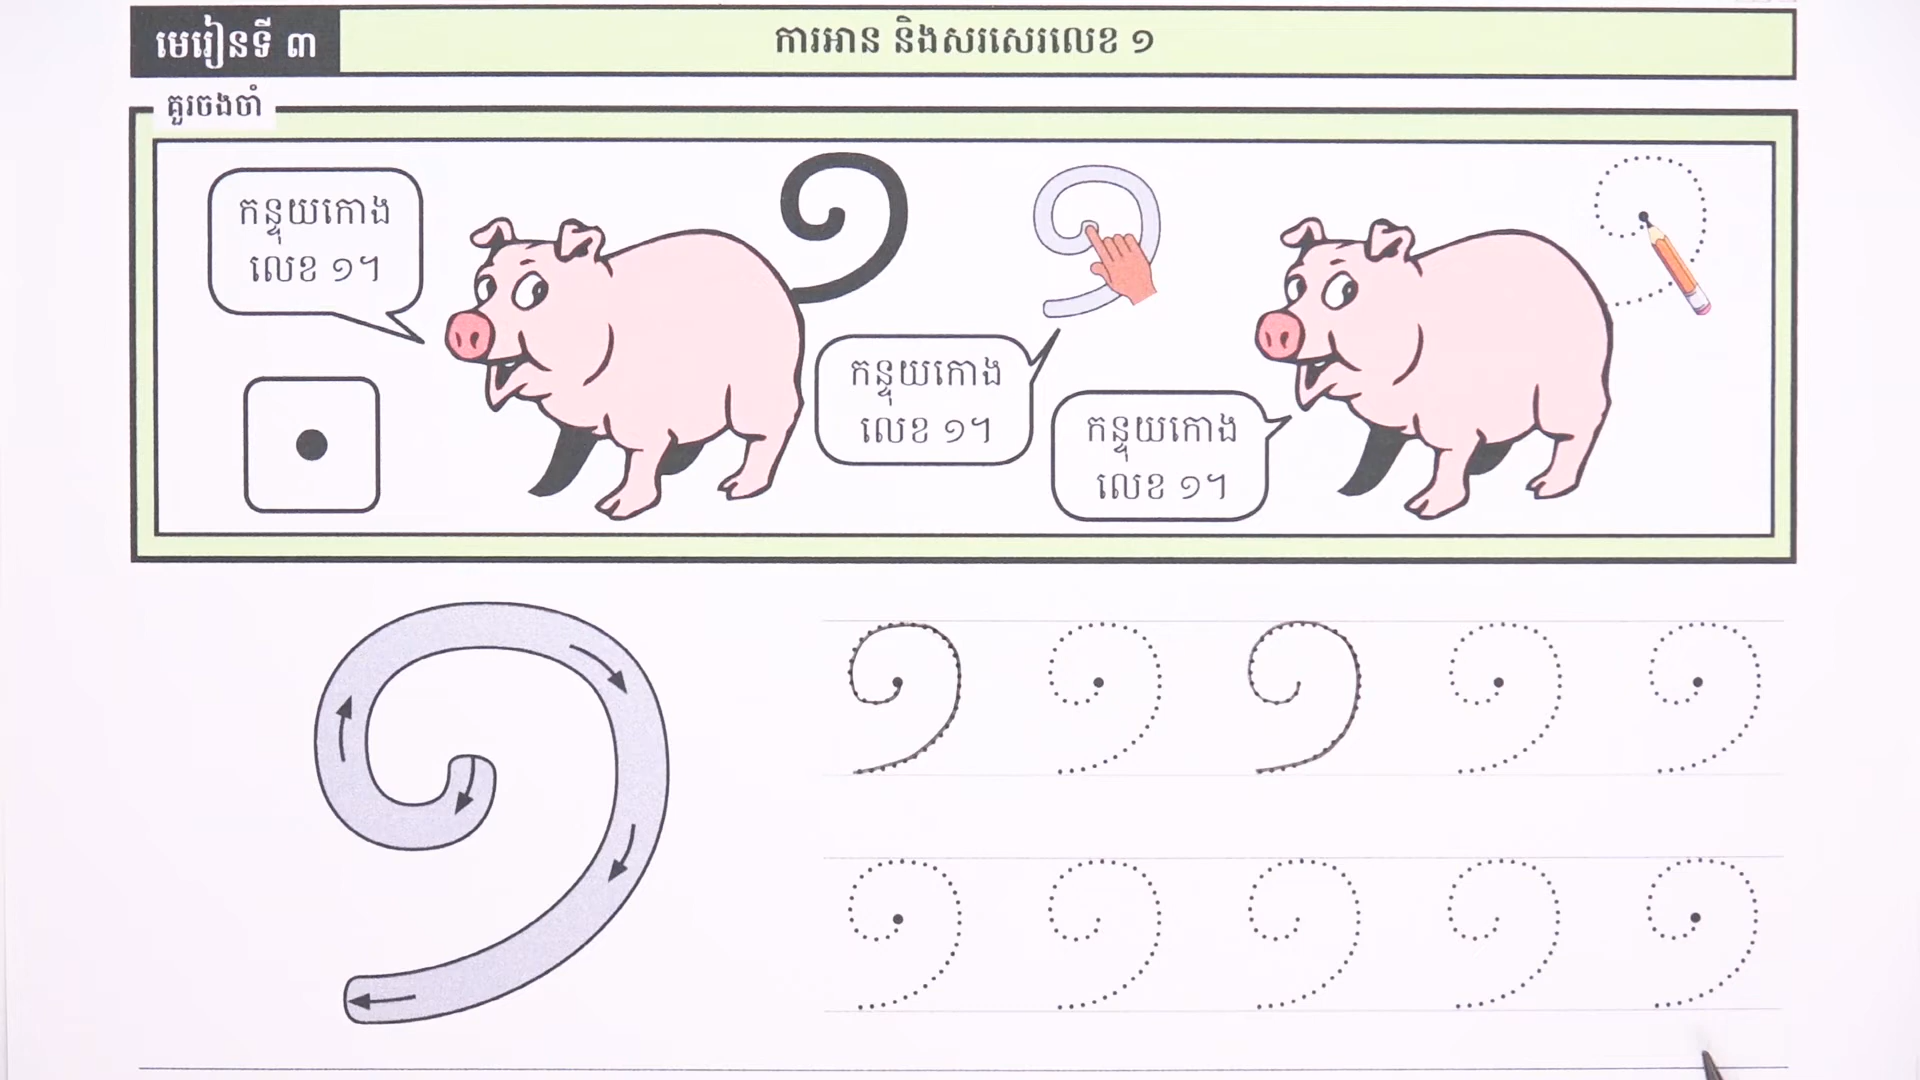 មេរៀនទី ៣
ការអាន និងសរសេរលេខ ១
គួរចងចាំ
កន្ទុយកោង
លេខ ១។
កន្ទុយកោង
លេខ ១។
កន្ទុយកោង
លេខ ១។